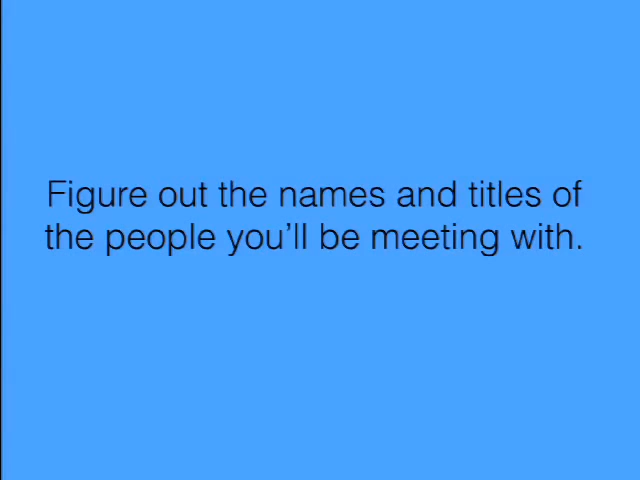 Figure out the names and titles of
the people you’ll be meeting with.